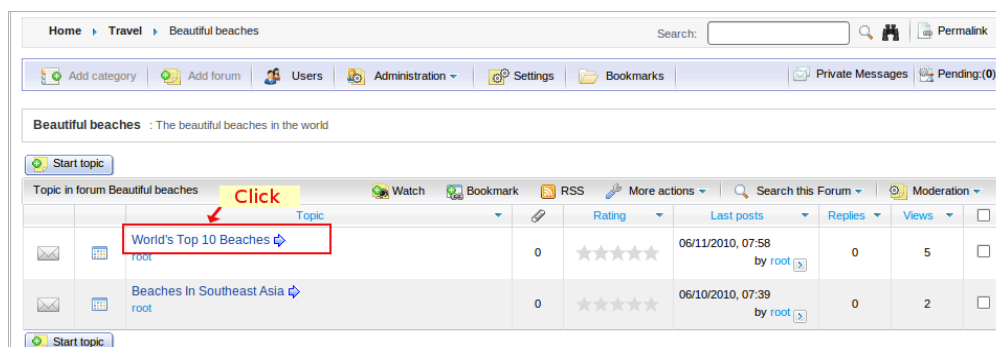 Home Travel Beautiful beaches Search: Permalink
Add category Add forum Users Administration Settings Bookmarks Private Messages Pending:(0)
Beautiful beaches : The beautiful beaches in the world
Start topic
Topic in forum Beautiful beaches Click Watch Bookmark RSS More actions Search this Forum Moderation
Topic Rating Last posts Replies Views
World's Top 10 Beaches 0 06/11/2010, 07:58 0 5
root by root
Beaches In Southeast Asia 0 06/10/2010, 07:39 0 2
root by root
Start topic